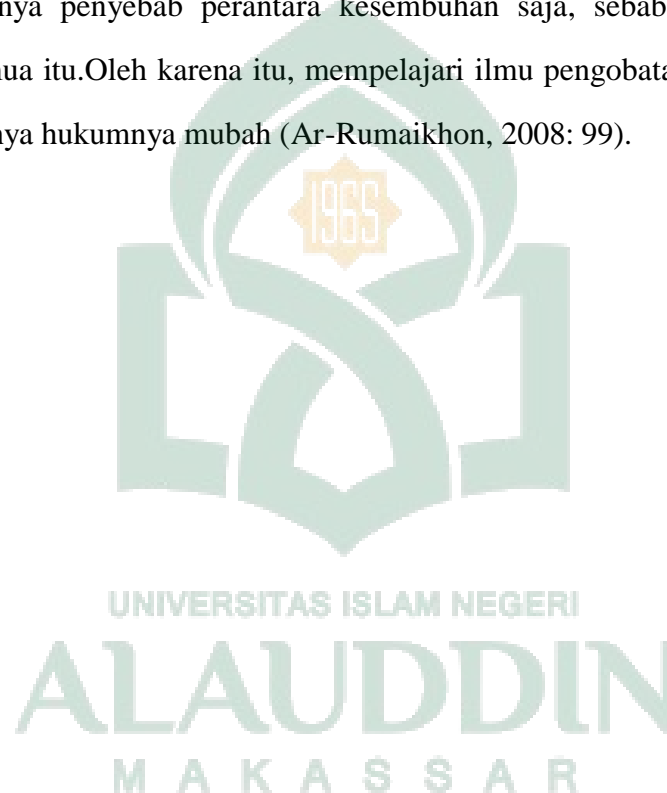 nya penyebab perantara kesembuhan saja, sebab
ua itu.Oleh karena itu, mempelajari ilmu pengobata
nya hukumnya mubah (Ar-Rumaikhon, 2008: 99).
1965
UNIVERSITAS ISLAM NEGERI
ALAUDDIN
MAKASSAR